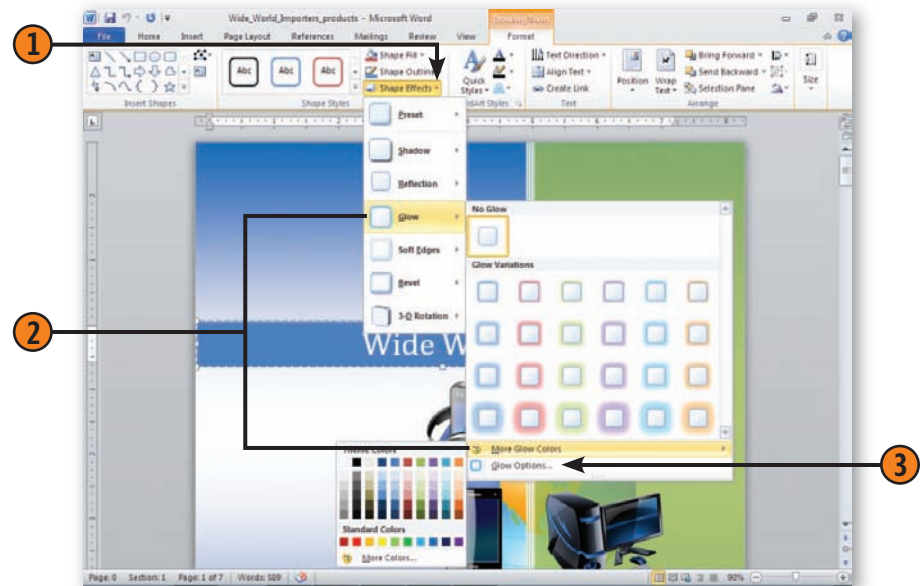 Wide_World_Importers_products - Microsoft Word
Drawing Tools
File Home Insert Page Layout References Mailings Review View Format
1
Abc Abc Abc
Shape Fill
Shape Outline
Shape Effects
Quick Styles
Text Direction
Align Text
Create Link
Position
Wrap Text
Bring Forward
Send Backward
Selection Pane
Size
Insert Shapes
Shape Styles
WordArt Styles
Text
Arrange
Preset
Shadow
Reflection
Glow
Soft Edges
Bevel
3-D Rotation
No Glow
Glow Variations
2
Wide W
More Glow Colors
Glow Options...
3
Theme Colors
Standard Colors
More Colors...
Page: 0 Section: 1 Page: 1 of 7 Words: 589 90%